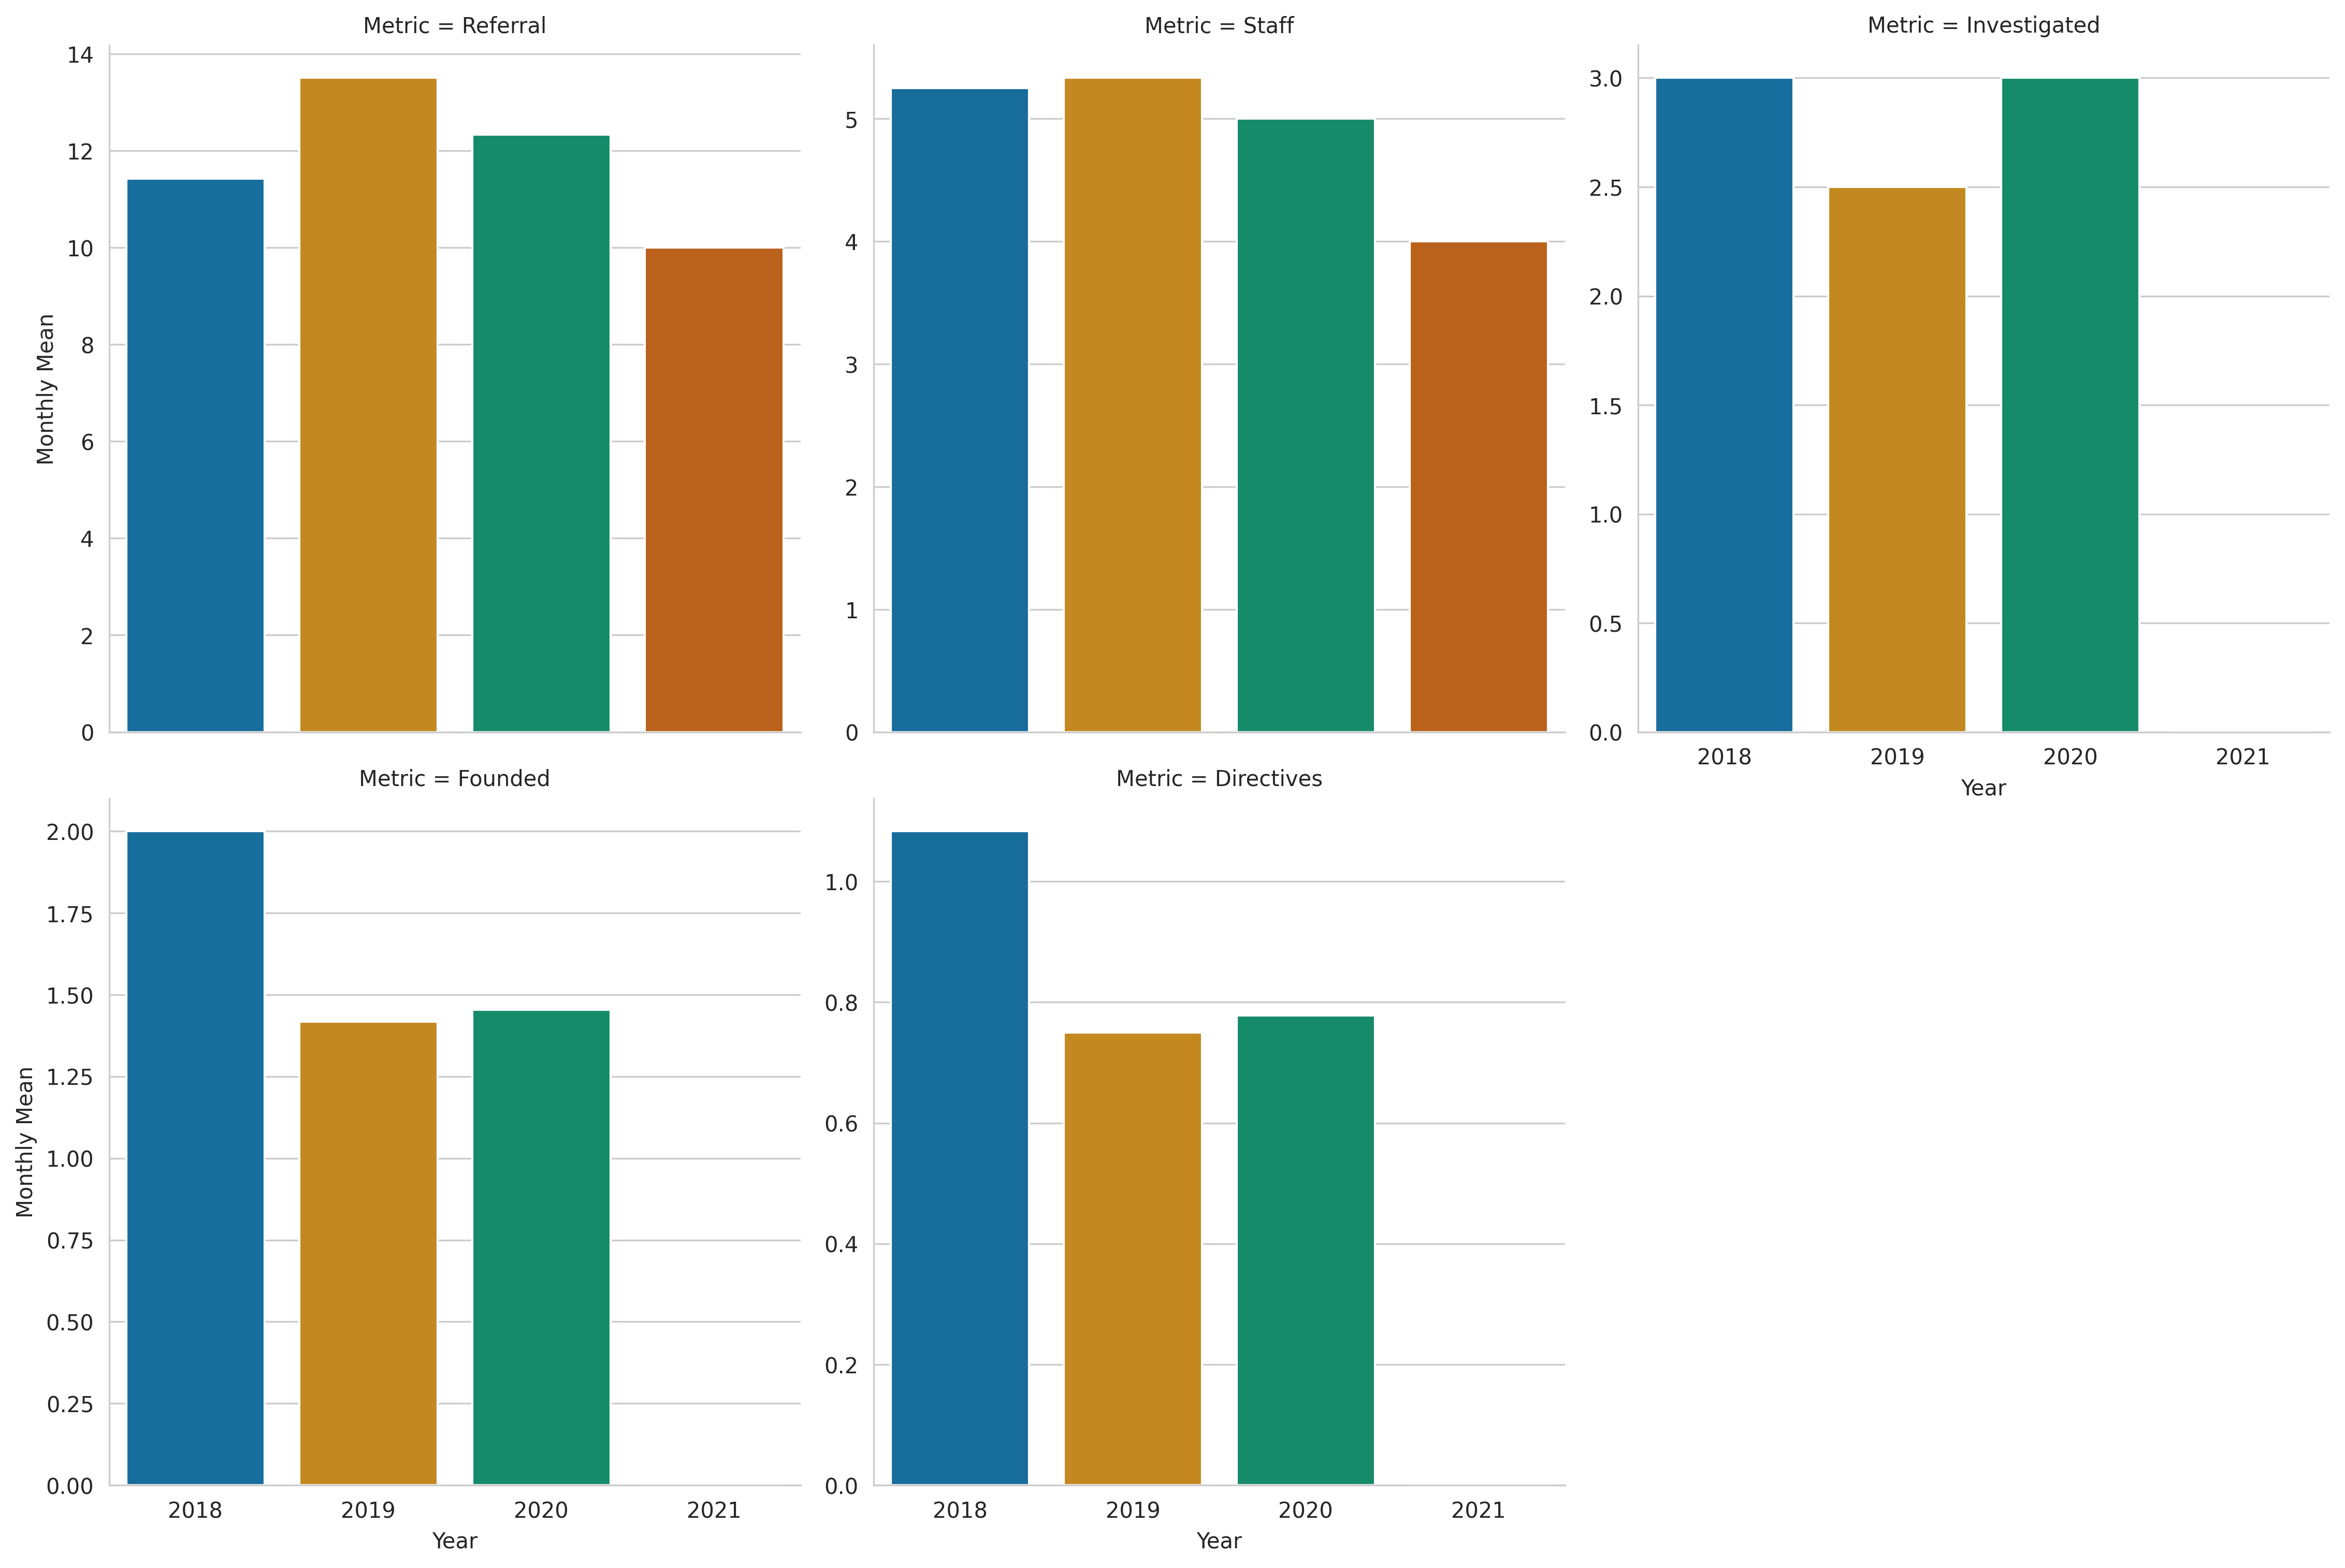 Metric = Referral
14
12
10
8
6
4
2
0
Monthly Mean
Metric = Staff
5
4
3
2
1
0
Metric = Investigated
3.0
2.5
2.0
1.5
1.0
0.5
0.0
2018 2019 2020 2021
Year
Metric = Founded
2.00
1.75
1.50
1.25
1.00
0.75
0.50
0.25
0.00
Monthly Mean
2018 2019 2020 2021
Year
Metric = Directives
1.0
0.8
0.6
0.4
0.2
0.0
2018 2019 2020 2021
Year